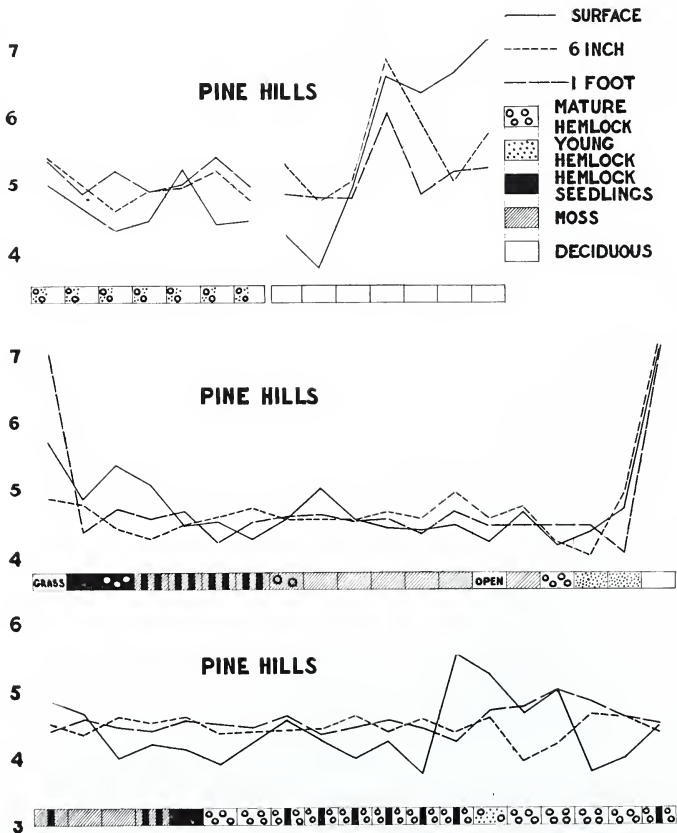 SURFACE
6 INCH
1 FOOT
MATURE
HEMLOCK
YOUNG
HEMLOCK
HEMLOCK
SEEDLINGS
MOSS
DECIDUOUS
7
PINE HILLS
6
5
4
7
PINE HILLS
6
5
4
GRASS
OPEN
6
PINE HILLS
5
4
3